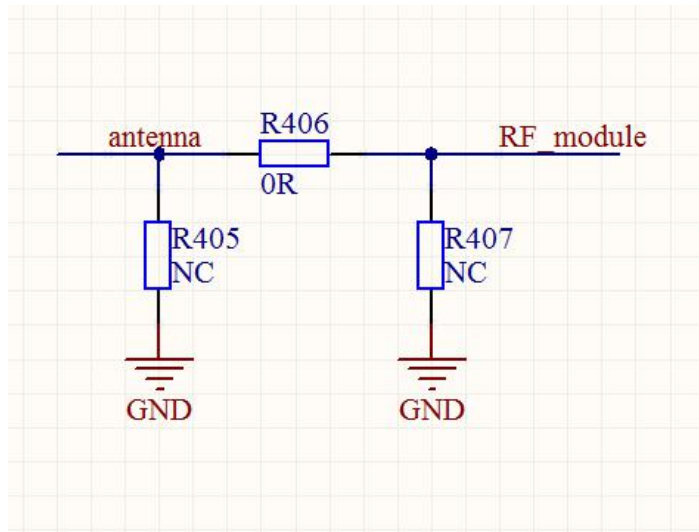 R406
antenna
RF_module
0R
R405
NC
R407
NC
GND
GND